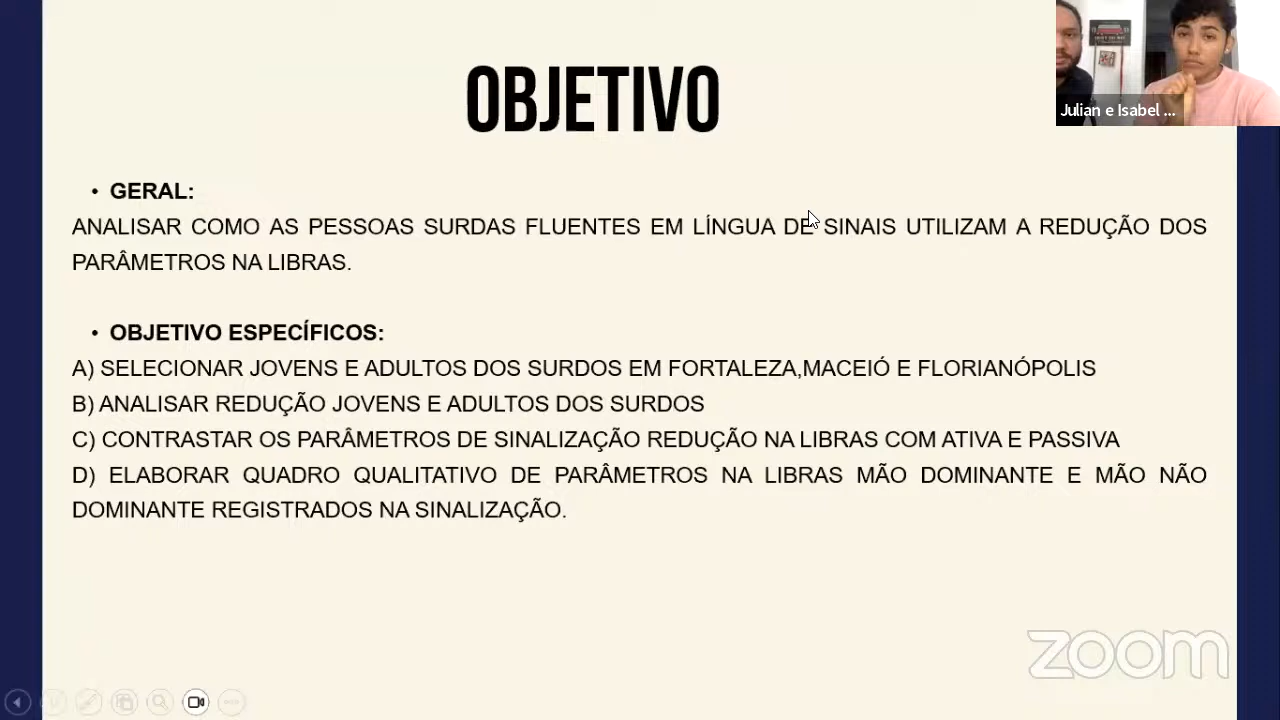 OBJETIVO
Julian e Isabel ...
• GERAL:
ANALISAR COMO AS PESSOAS SURDAS FLUENTES EM LÍNGUA DE SINAIS UTILIZAM A REDUÇÃO DOS
PARÂMETROS NA LIBRAS.
• OBJETIVO ESPECÍFICOS:
A) SELECIONAR JOVENS E ADULTOS DOS SURDOS EM FORTALEZA,MACEIÓ E FLORIANÓPOLIS
B) ANALISAR REDUÇÃO JOVENS E ADULTOS DOS SURDOS
C) CONTRASTAR OS PARÂMETROS DE SINALIZAÇÃO REDUÇÃO NA LIBRAS COM ATIVA E PASSIVA
D) ELABORAR QUADRO QUALITATIVO DE PARÂMETROS NA LIBRAS MÃO DOMINANTE E MÃO NÃO
DOMINANTE REGISTRADOS NA SINALIZAÇÃO.
zoom